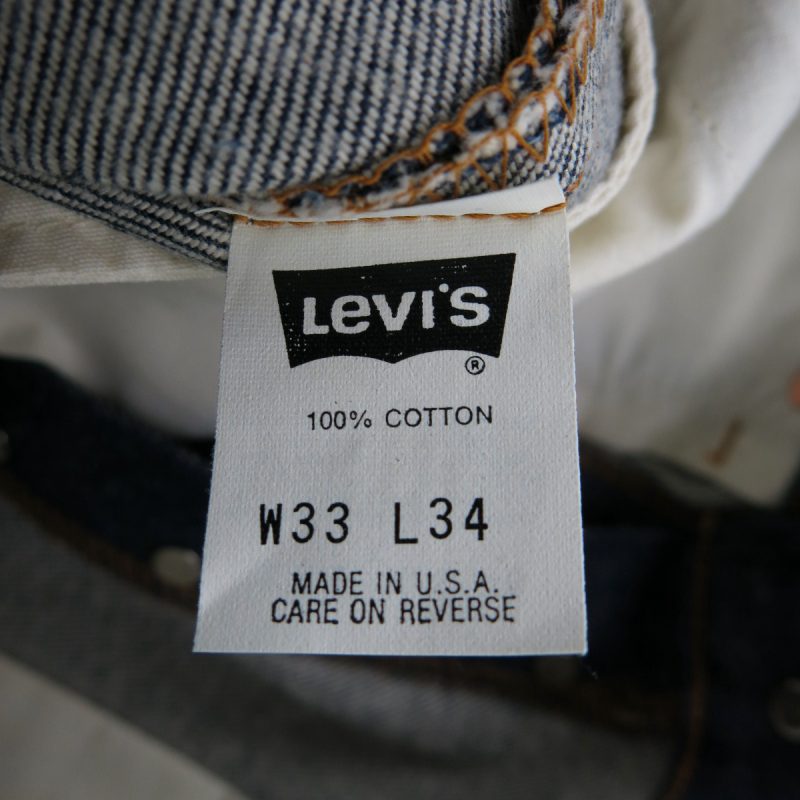 Levi's
®
100% COTTON
W33 L34
MADE IN U.S.A.
CARE ON REVERSE